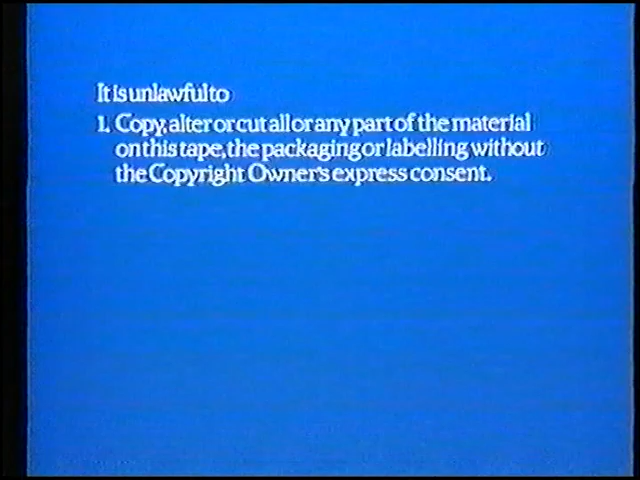 It is unlawful to
1. Copy, alter or cut all or any part of the material
on this tape, the packaging or labelling without
the Copyright Owner's express consent.